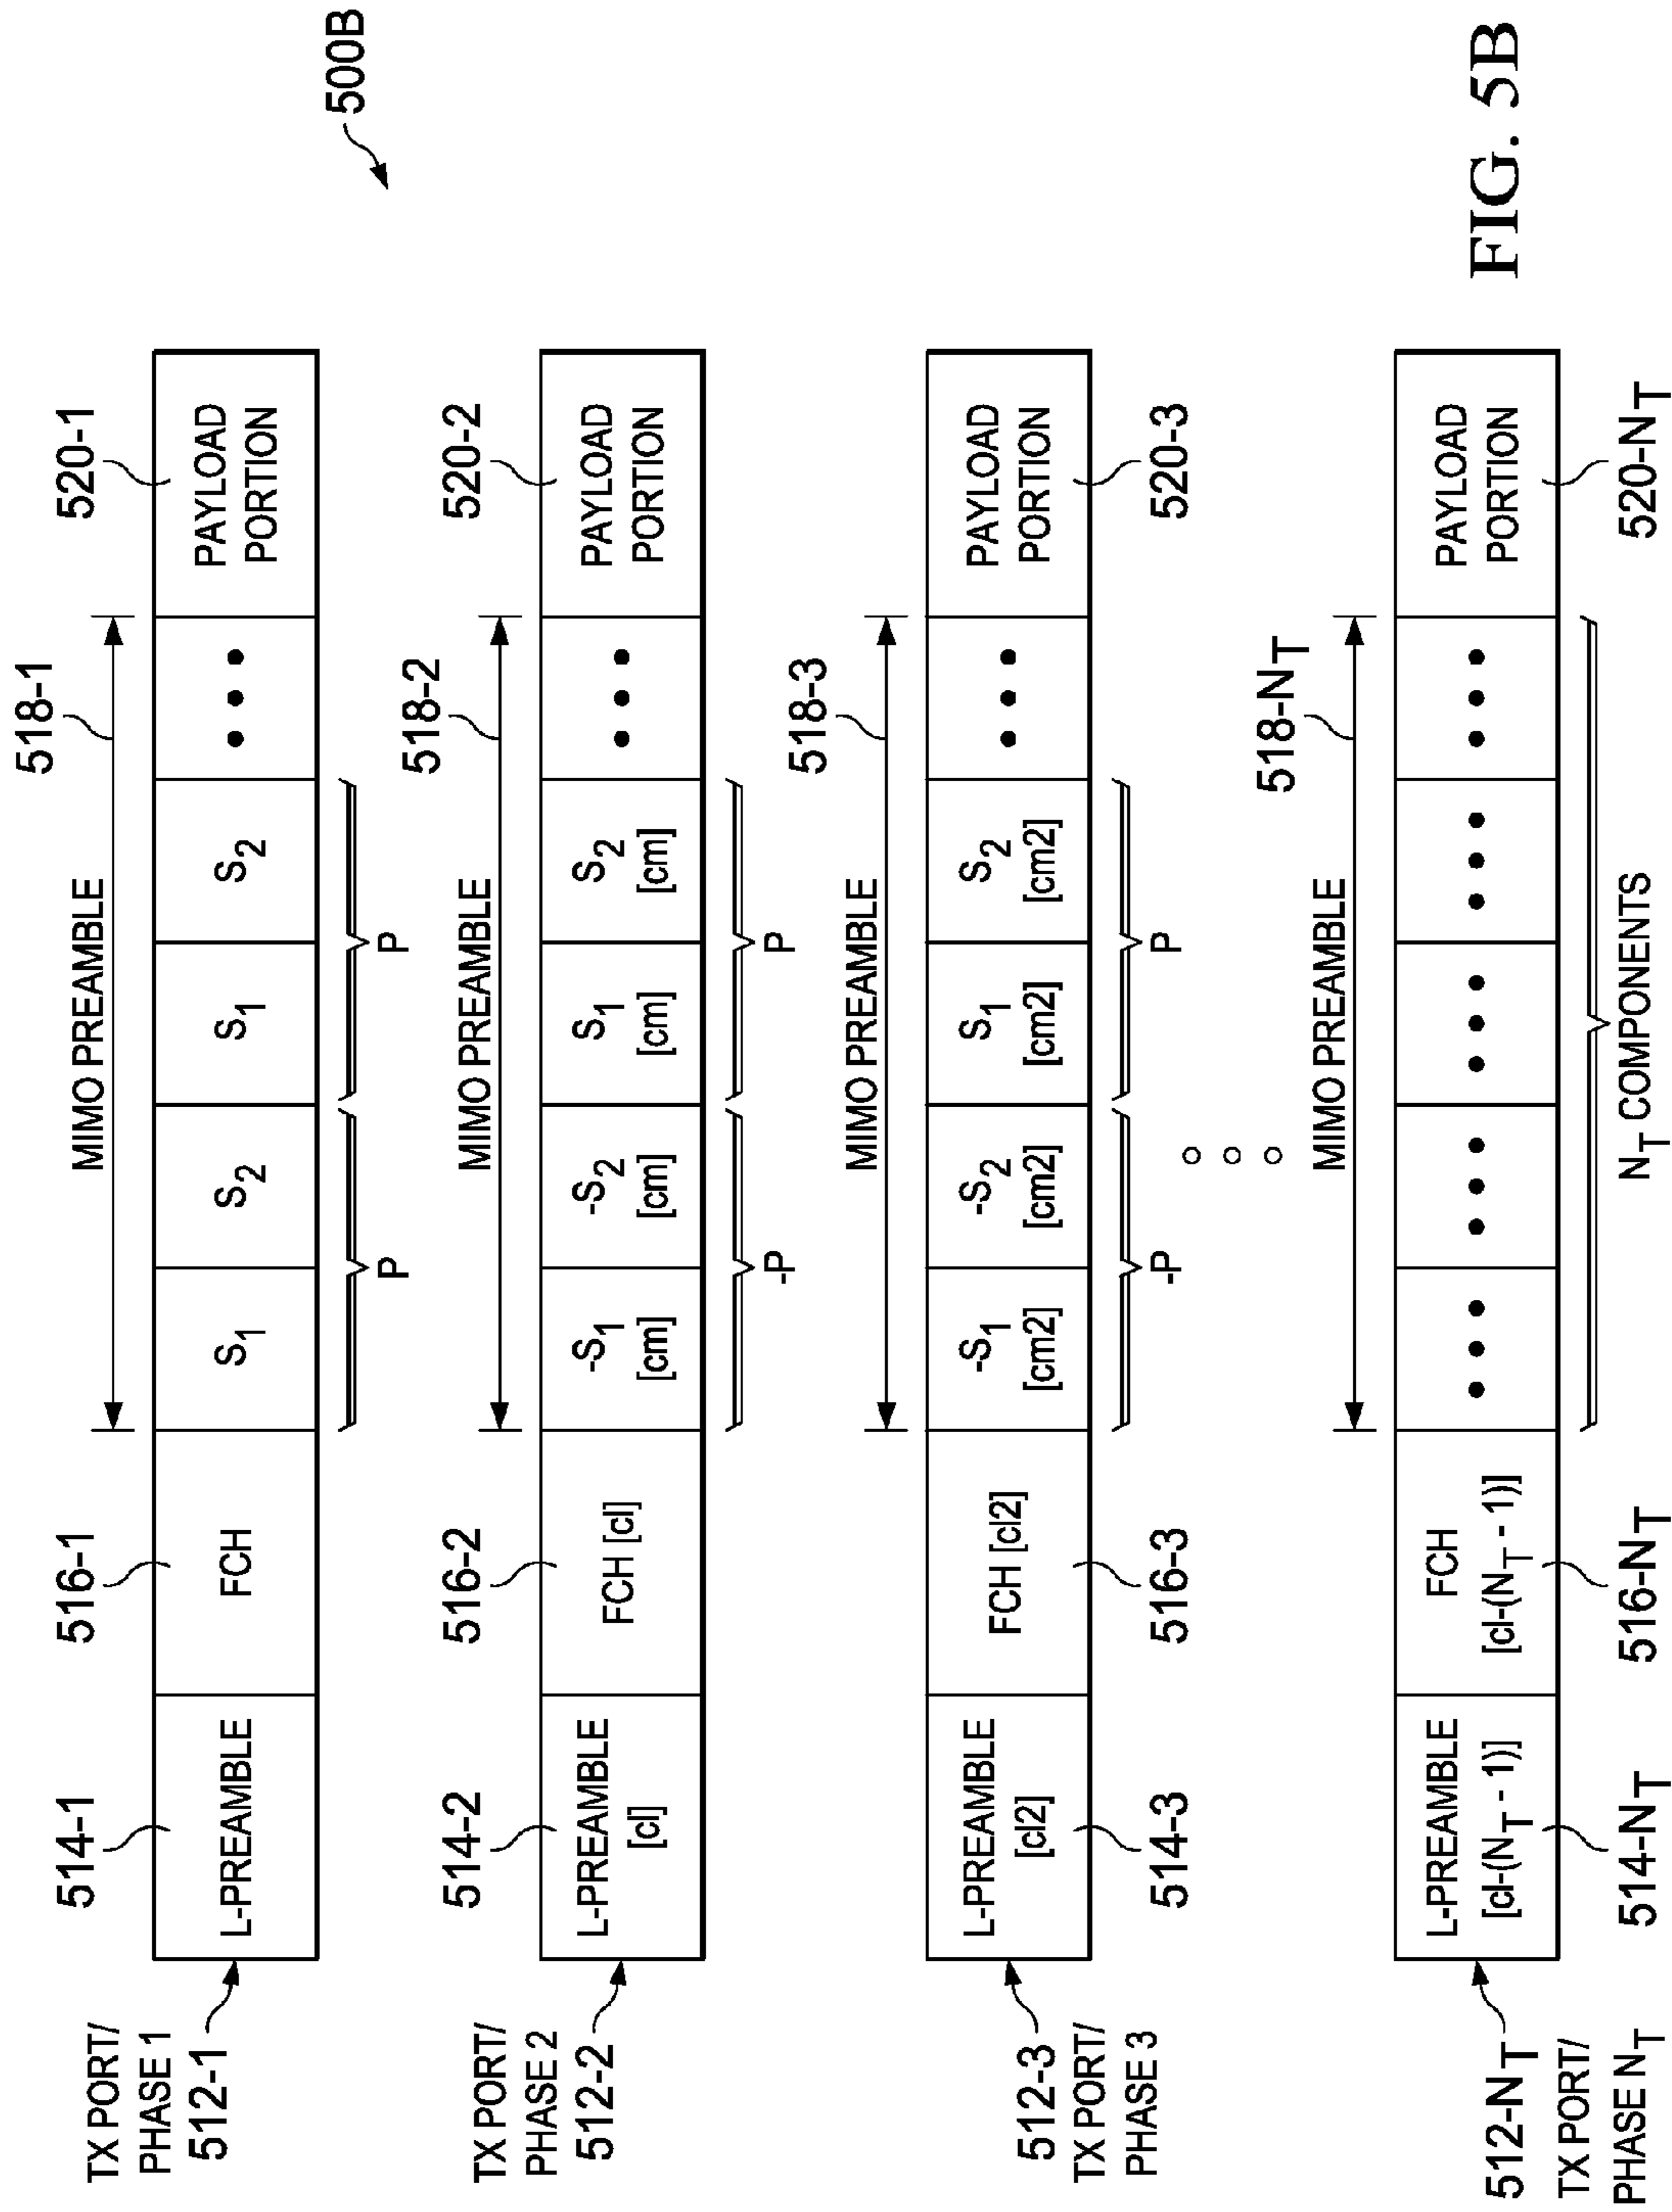 500B
TX PORT/
PHASE 1
512-1
514-1
516-1
518-1
520-1
MIMO PREAMBLE
L-PREAMBLE
FCH
S1
S2
S1
S2
PAYLOAD
PORTION
P
P
TX PORT/
PHASE 2
512-2
514-2
516-2
518-2
520-2
MIMO PREAMBLE
L-PREAMBLE
[cl]
FCH [cl]
-S1
[cm]
-S2
[cm]
S1
[cm]
S2
[cm]
PAYLOAD
PORTION
-P
P
518-3
MIMO PREAMBLE
L-PREAMBLE
[cl2]
FCH [cl2]
-S1
[cm2]
-S2
[cm2]
S1
[cm2]
S2
[cm2]
PAYLOAD
PORTION
512-3
TX PORT/
PHASE 3
514-3
516-3
-P
P
520-3
518-NT
MIMO PREAMBLE
L-PREAMBLE
[cl-(NT - 1)]
FCH
[cl-(NT - 1)]
PAYLOAD
PORTION
512-NT
TX PORT/
PHASE NT
514-NT
516-NT
NT COMPONENTS
520-NT
FIG. 5B